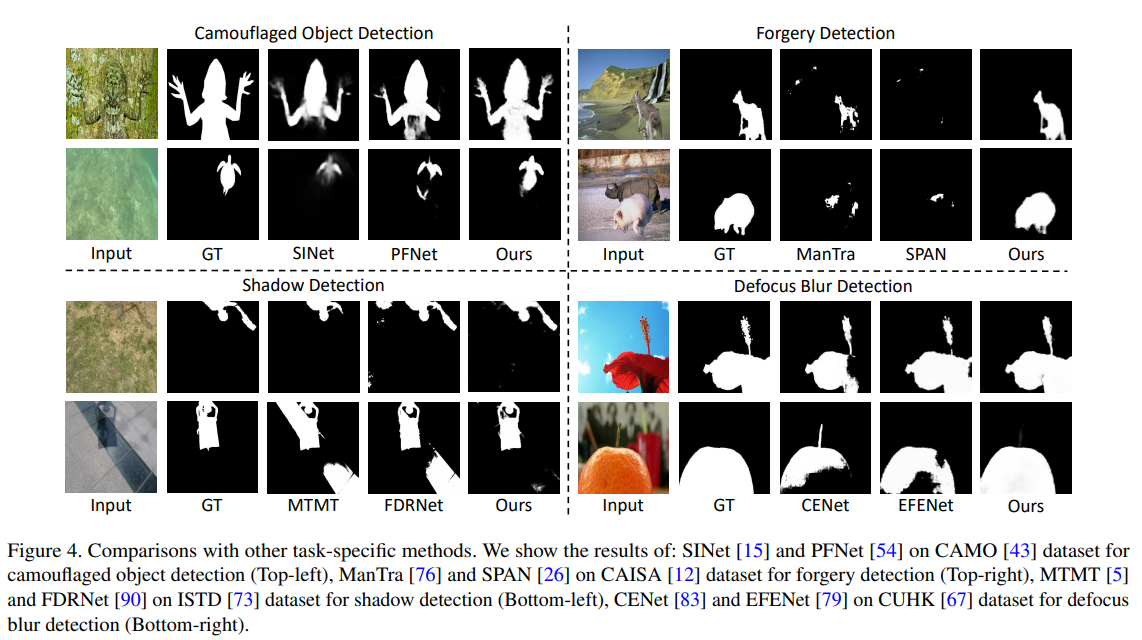 Camouflaged Object Detection
Forgery Detection
Input GT SINet PFNet Ours
Input GT ManTra SPAN Ours
Shadow Detection
Defocus Blur Detection
Input GT MTMT FDRNet Ours
Input GT CENet EFENet Ours
Figure 4. Comparisons with other task-specific methods. We show the results of: SINet [15] and PFNet [54] on CAMO [43] dataset for
camouflaged object detection (Top-left), ManTra [76] and SPAN [26] on CAISA [12] dataset for forgery detection (Top-right), MTMT [5]
and FDRNet [90] on ISTD [73] dataset for shadow detection (Bottom-left), CENet [83] and EFENet [79] on CUHK [67] dataset for defocus
blur detection (Bottom-right).